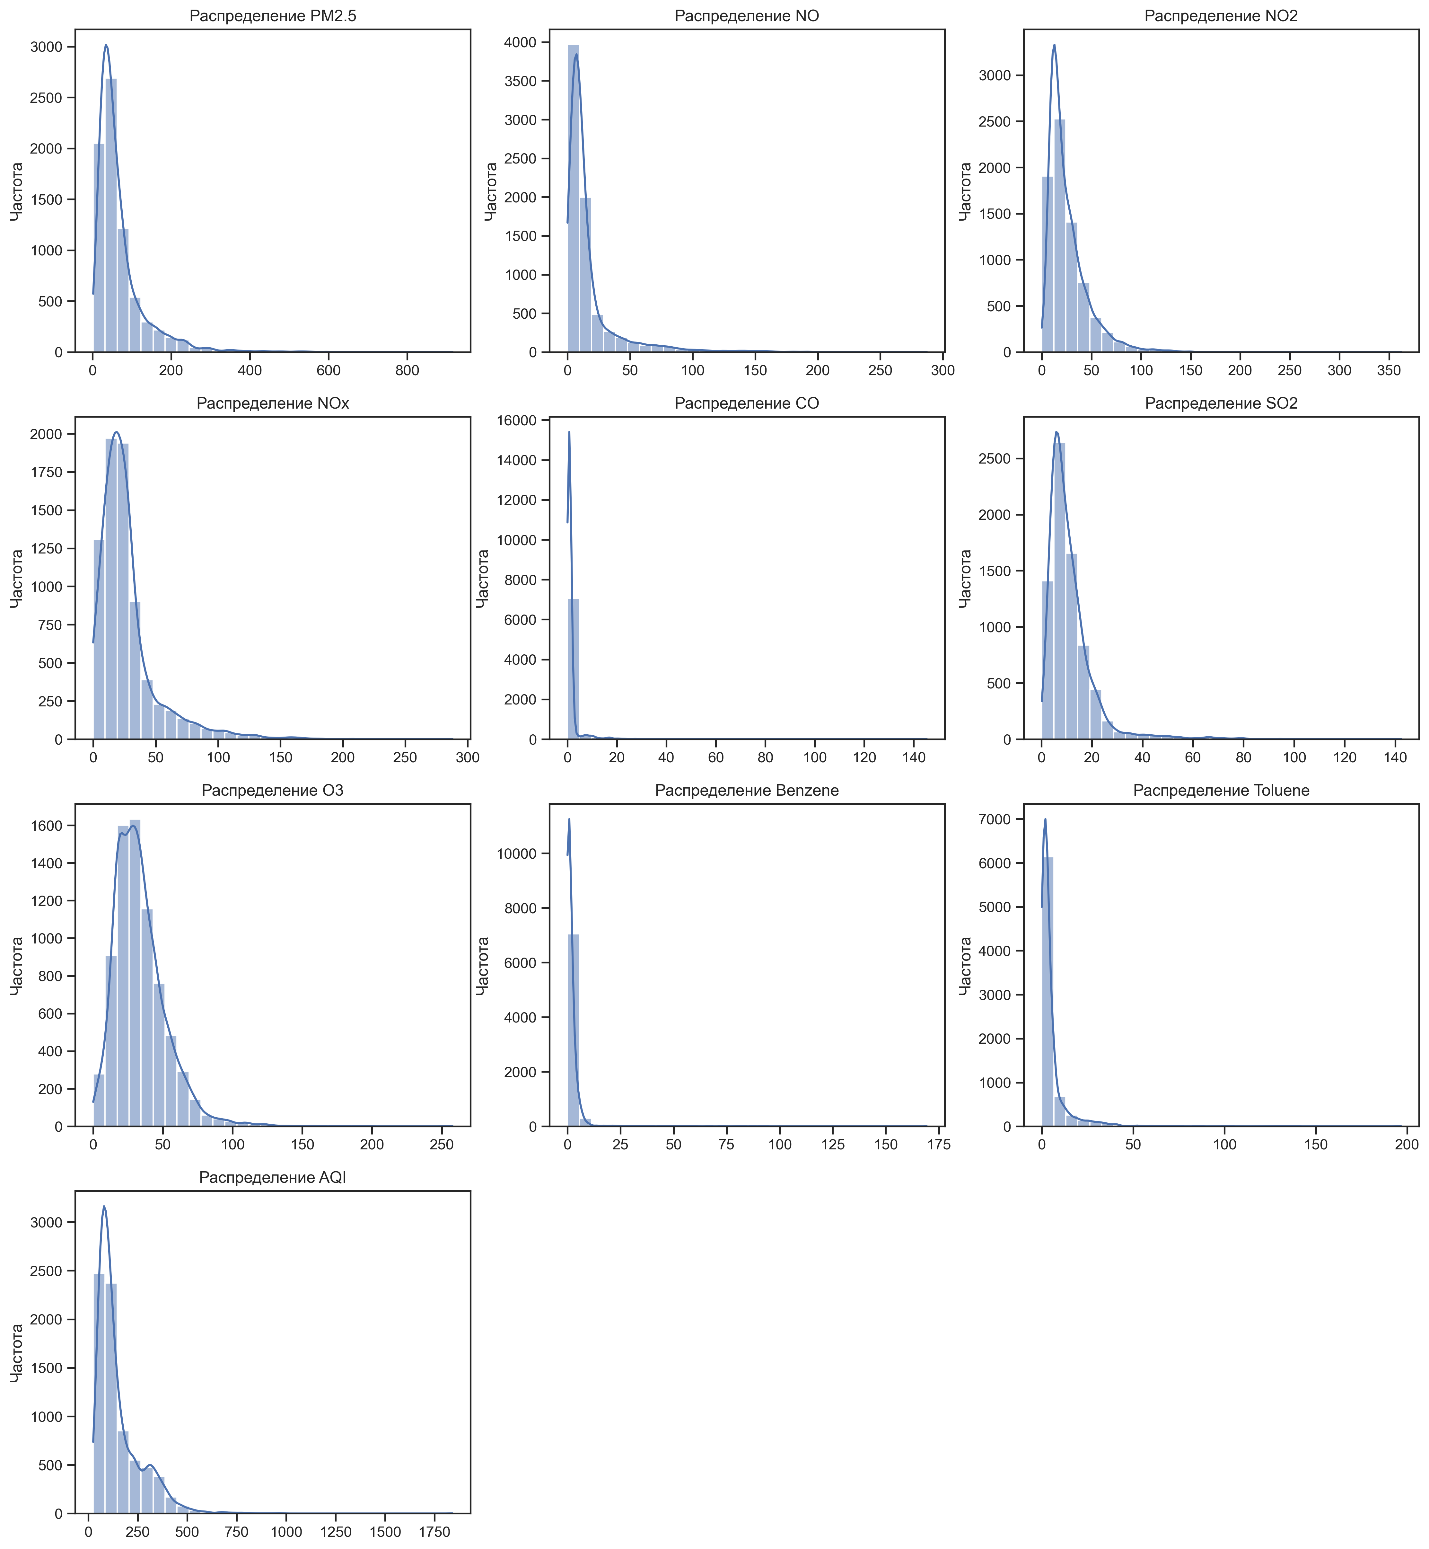 Распределение PM2.5
Частота
3000
2500
2000
1500
1000
500
0
0 200 400 600 800
Распределение NO
Частота
4000
3500
3000
2500
2000
1500
1000
500
0
0 50 100 150 200 250 300
Распределение NO2
Частота
3000
2500
2000
1500
1000
500
0
0 50 100 150 200 250 300 350
Распределение NOx
Частота
2000
1750
1500
1250
1000
750
500
250
0
0 50 100 150 200 250 300
Распределение CO
Частота
16000
14000
12000
10000
8000
6000
4000
2000
0
0 20 40 60 80 100 120 140
Распределение SO2
Частота
2500
2000
1500
1000
500
0
0 20 40 60 80 100 120 140
Распределение O3
Частота
1600
1400
1200
1000
800
600
400
200
0
0 50 100 150 200 250
Распределение Benzene
Частота
10000
8000
6000
4000
2000
0
0 25 50 75 100 125 150 175
Распределение Toluene
Частота
7000
6000
5000
4000
3000
2000
1000
0
0 50 100 150 200
Распределение AQI
Частота
3000
2500
2000
1500
1000
500
0
0 250 500 750 1000 1250 1500 1750